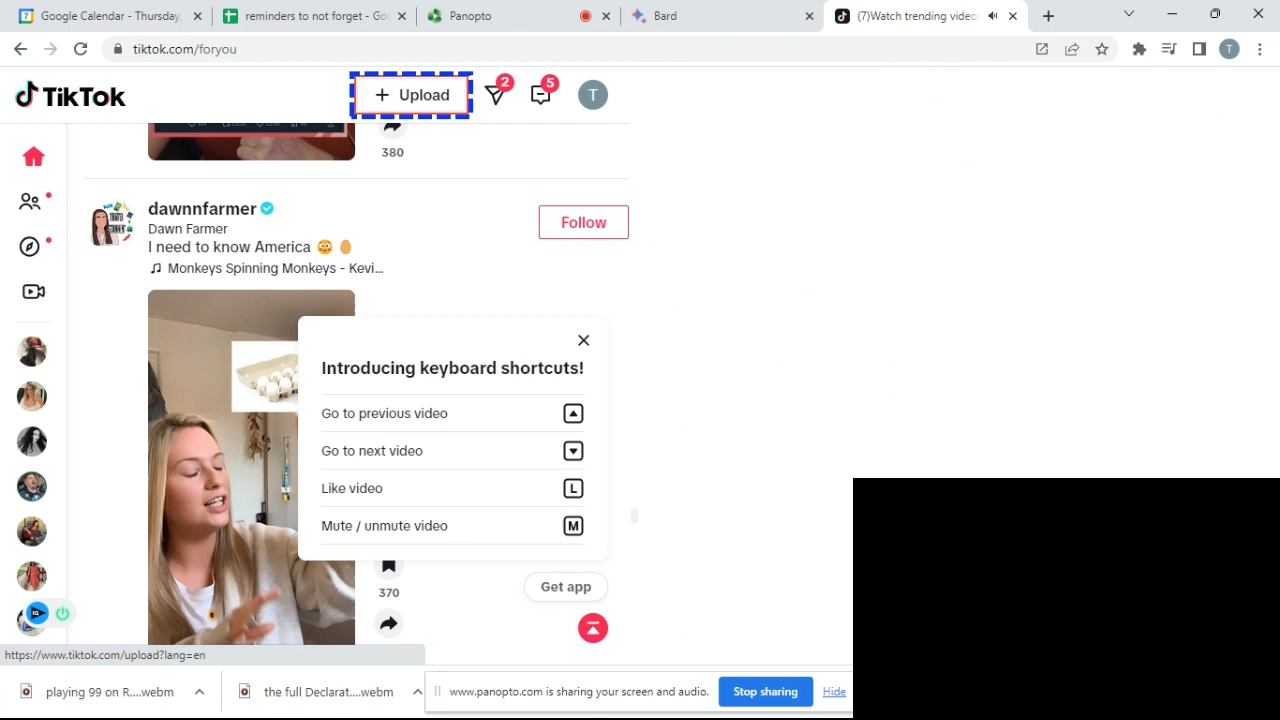 Google Calendar - Thursday,
reminders to not forget - Go
Panopto
Bard
(7)Watch trending video
tiktok.com/foryou
T
TikTok
+ Upload
2
5
T
380
dawnnfarmer
Dawn Farmer
I need to know America
Monkeys Spinning Monkeys - Kevi...
Follow
THAT'S
Introducing keyboard shortcuts!
Go to previous video
Go to next video
Like video
L
Mute / unmute video
M
370
Get app
IQ
https://www.tiktok.com/upload?lang=en
playing 99 on R....webm
the full Declarat....webm
www.panopto.com is sharing your screen and audio.
Stop sharing
Hide